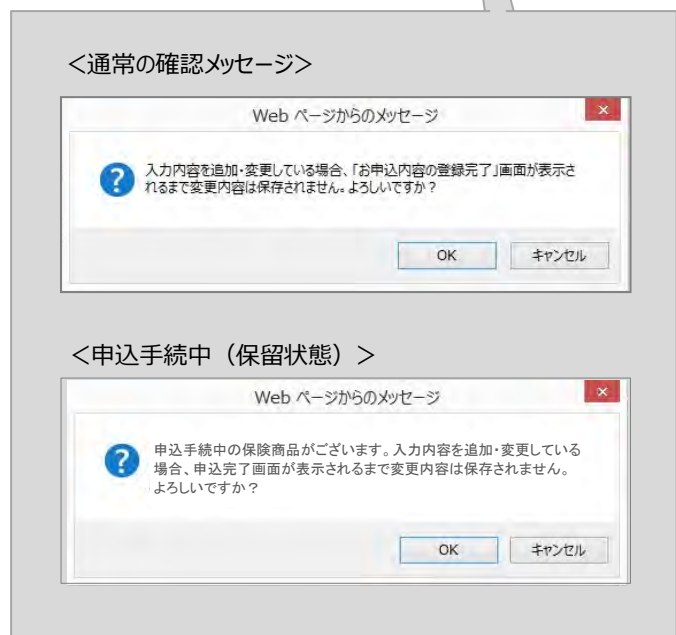 ＜通常の確認メッセージ＞
Web ページからのメッセージ
入力内容を追加・変更している場合、「お申込内容の登録完了」画面が表示さ
れるまで変更内容は保存されません。よろしいですか？
OK
キャンセル
＜申込手続中（保留状態）＞
Web ページからのメッセージ
申込手続中の保険商品がございます。入力内容を追加・変更している
場合、申込完了画面が表示されるまで変更内容は保存されません。
よろしいですか？
OK
キャンセル